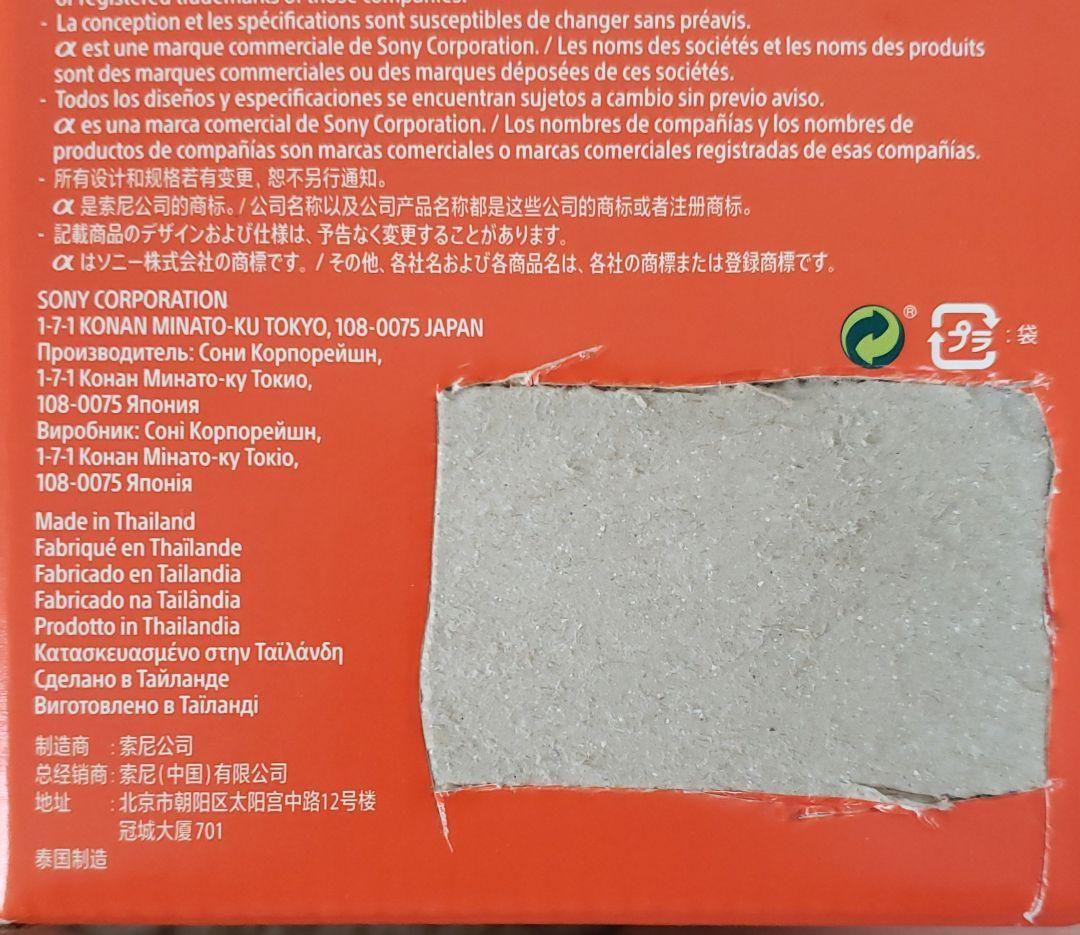 or registered trademarks of those companies.
- La conception et les spécifications sont susceptibles de changer sans préavis.
α est une marque commerciale de Sony Corporation. / Les noms des sociétés et les noms des produits
sont des marques commerciales ou des marques déposées de ces sociétés.
- Todos los diseños y especificaciones se encuentran sujetos a cambio sin previo aviso.
α es una marca comercial de Sony Corporation. / Los nombres de compañías y los nombres de
productos de compañías son marcas comerciales o marcas comerciales registradas de esas compañías.
- 所有设计和规格若有变更，恕不另行通知。
α 是索尼公司的商标。/ 公司名称以及公司产品名称都是这些公司的商标或者注册商标。
- 記載商品のデザインおよび仕様は、予告なく変更することがあります。
α はソニー株式会社の商標です。/ その他、各社名および各商品名は、各社の商標または登録商標です。
SONY CORPORATION
1-7-1 KONAN MINATO-KU TOKYO, 108-0075 JAPAN
® プラ : 袋
Производитель: Сони Корпорейшн,
1-7-1 Конан Минато-ку Токио,
108-0075 Япония
Виробник: Соні Корпорейшн,
1-7-1 Конан Мінато-ку Токіо,
108-0075 Японія
Made in Thailand
Fabriqué en Thaïlande
Fabricado en Tailandia
Fabricado na Tailândia
Prodotto in Thailandia
Κατασκευασμένο στην Ταϊλάνδη
Сделано в Тайланде
Виготовлено в Таїланді
制造商 : 索尼公司
总经销商 : 索尼(中国)有限公司
地址 : 北京市朝阳区太阳宫中路12号楼
冠城大厦 701
泰国制造